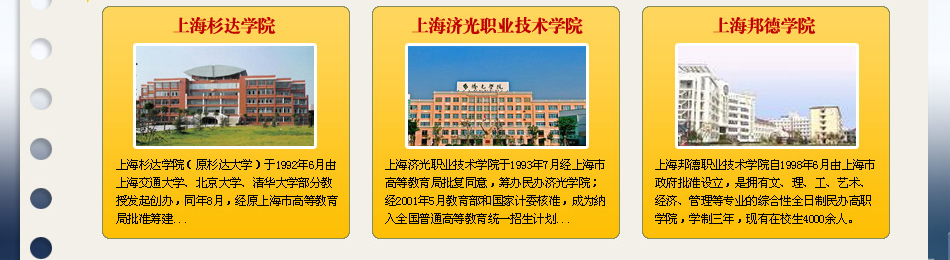 上海杉达学院
上海杉达学院（原杉达大学）于1992年6月由
上海交通大学、北京大学、清华大学部分教
授发起创办，同年8月，经原上海市高等教育
局批准筹建...
上海济光职业技术学院
上海济光职业技术学院于1993年7月经上海市
高等教育局批复同意，筹办民办济光学院；
经2001年5月教育部和国家计委核准，成为纳
入全国普通高等教育统一招生计划...
上海邦德学院
上海邦德职业技术学院自1998年6月由上海市
政府批准设立，是拥有文、理、工、艺术、
经济、管理等专业的综合性全日制民办高职
学院，学制三年，现有在校生4000余人。